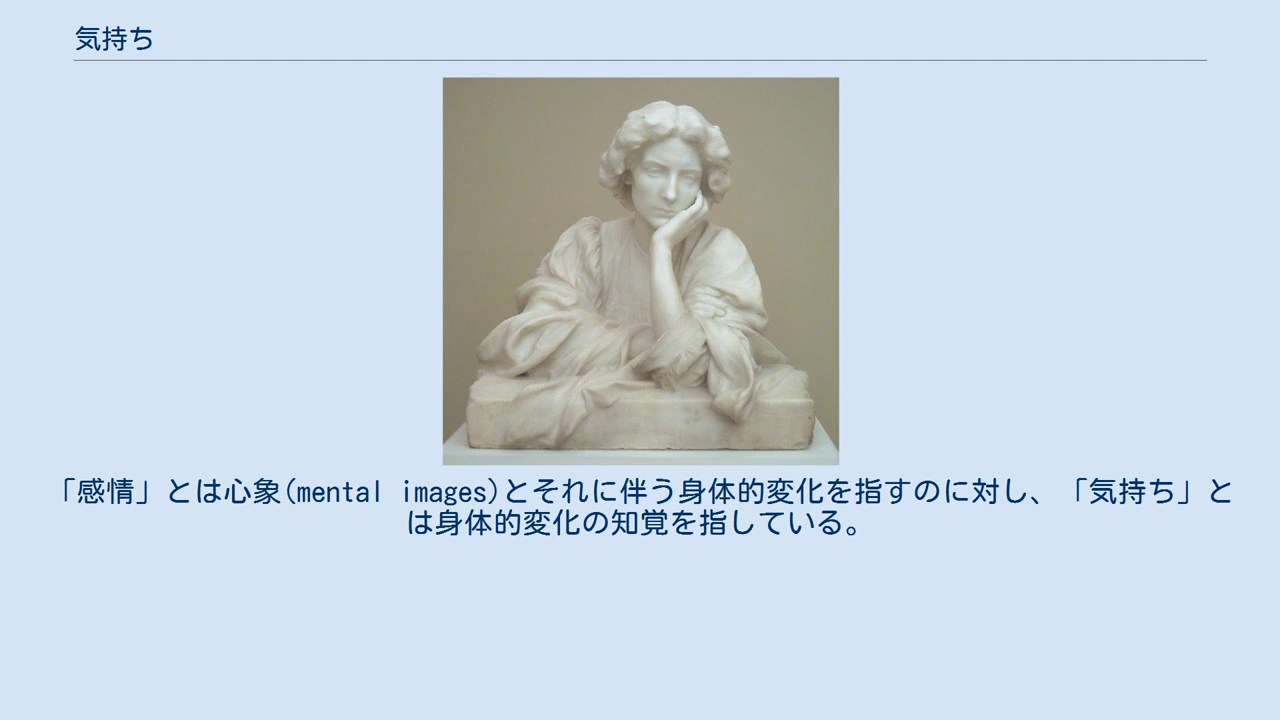 気持ち
「感情」とは心象(mental images)とそれに伴う身体的変化を指すのに対し、「気持ち」と
は身体的変化の知覚を指している。